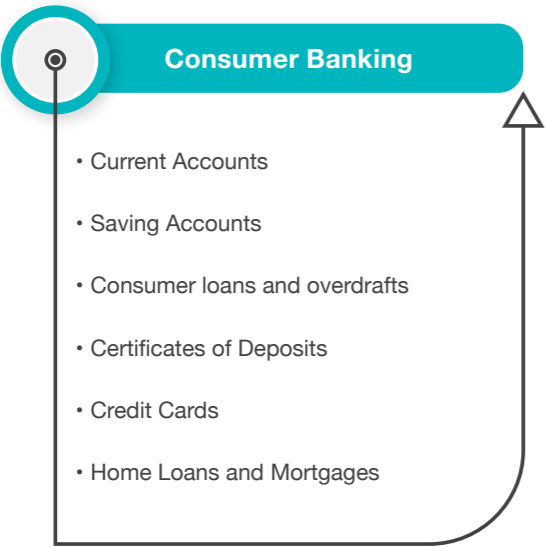 Consumer Banking
• Current Accounts
• Saving Accounts
• Consumer loans and overdrafts
• Certificates of Deposits
• Credit Cards
• Home Loans and Mortgages